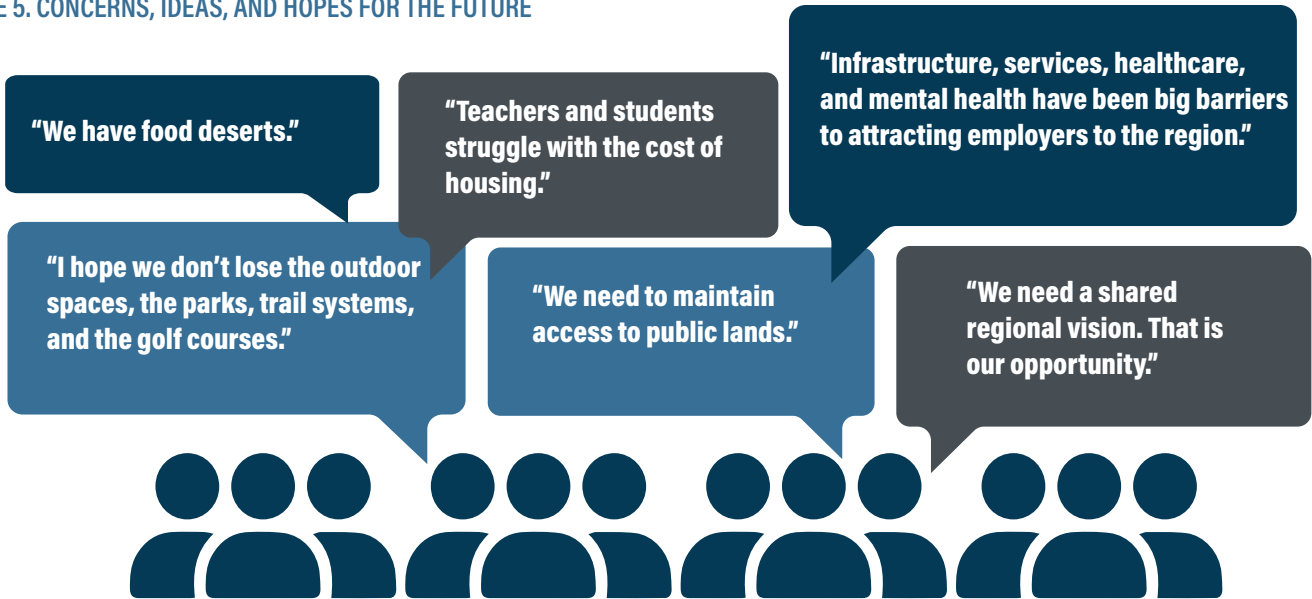 E 5. CONCERNS, IDEAS, AND HOPES FOR THE FUTURE
“We have food deserts.”
“Teachers and students
struggle with the cost of
housing.”
“Infrastructure, services, healthcare,
and mental health have been big barriers
to attracting employers to the region.”
“I hope we don’t lose the outdoor
spaces, the parks, trail systems,
and the golf courses.”
“We need to maintain
access to public lands.”
“We need a shared
regional vision. That is
our opportunity.”